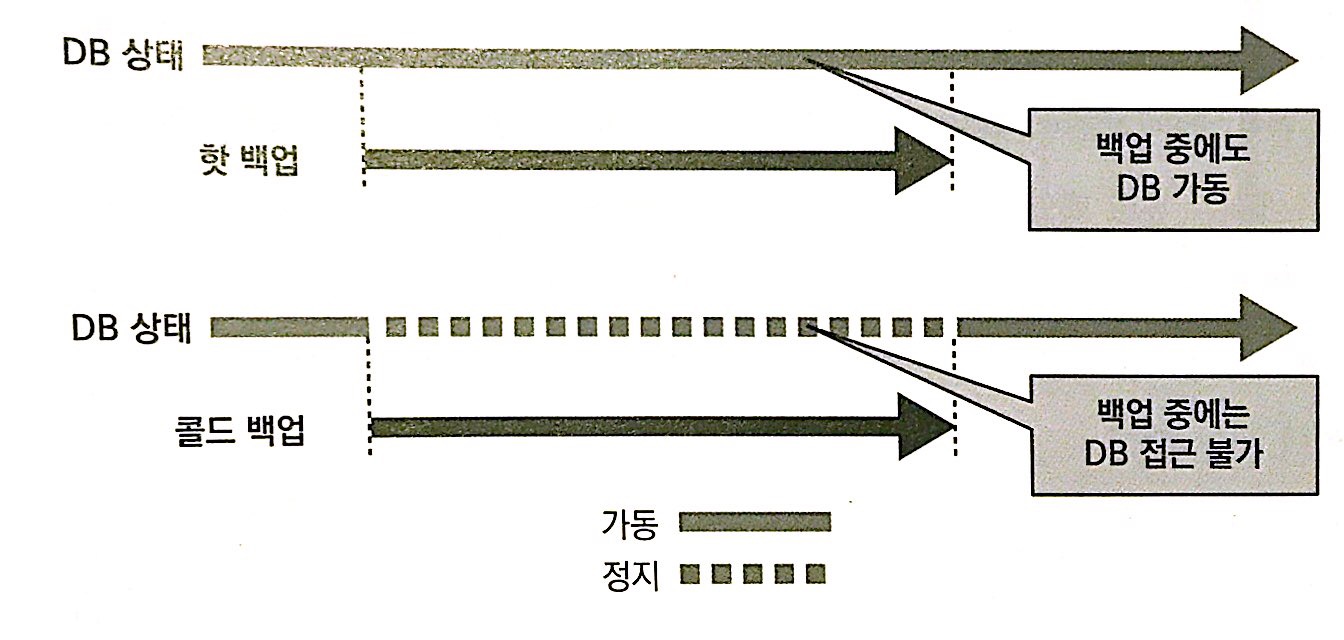 DB 상태
핫 백업
백업 중에도
DB 가동
DB 상태
콜드 백업
백업 중에는
DB 접근 불가
가동
정지